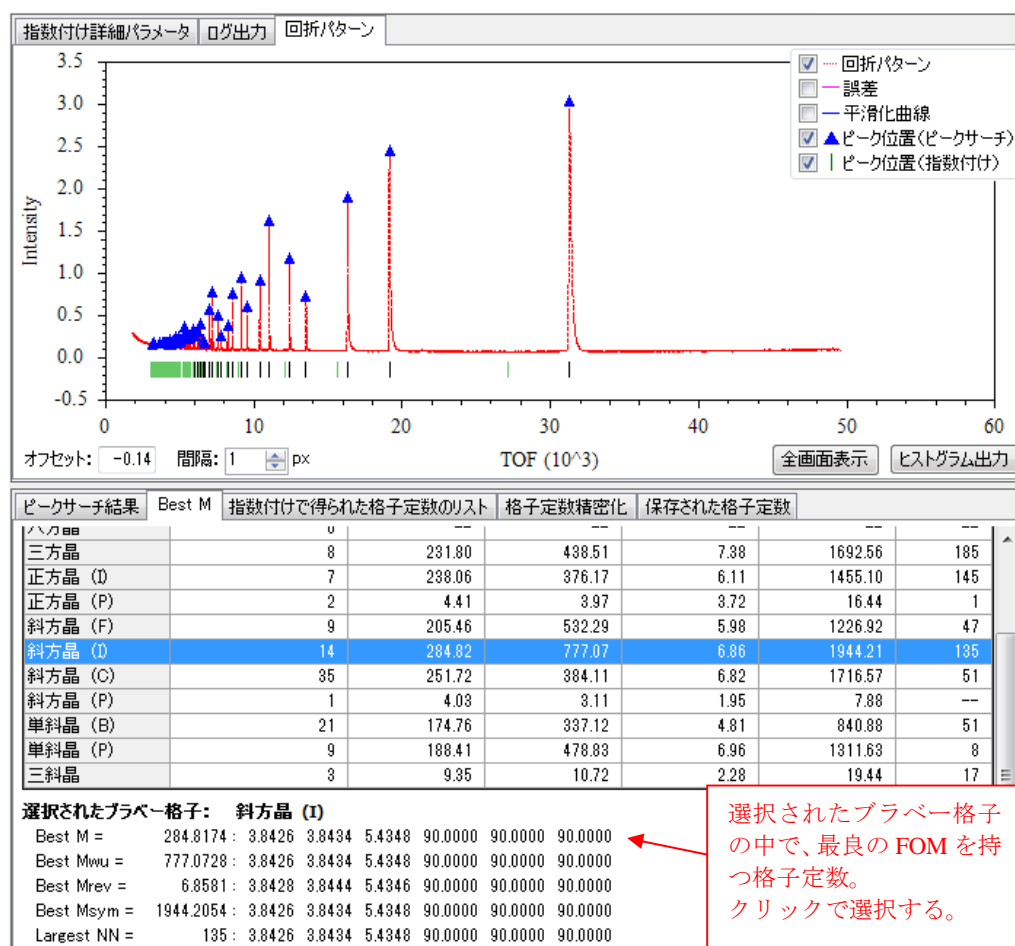 指数付け詳細パラメータ ログ出力 回折パターン
3.5
3.0
2.5
2.0
1.5
1.0
0.5
0.0
-0.5
Intensity
回折パターン
誤差
平滑化曲線
ピーク位置(ピークサーチ)
ピーク位置(指数付け)
0 10 20 30 40 50 60
オフセット: -0.14 間隔: 1 px TOF (10^3) 全画面表示 ヒストグラム出力
ピークサーチ結果 Best M 指数付けで得られた格子定数のリスト 格子定数精密化 保存された格子定数
三方晶 8 231.80 438.51 7.38 1692.56 185
正方晶 (I) 7 238.06 376.17 6.11 1455.10 145
正方晶 (P) 2 4.41 3.97 3.72 16.44 1
斜方晶 (F) 9 205.46 532.29 5.98 1226.92 47
斜方晶 (I) 14 284.82 777.07 6.86 1944.21 135
斜方晶 (C) 35 251.72 384.11 6.82 1716.57 51
斜方晶 (P) 1 4.03 3.11 1.95 7.88 --
単斜晶 (B) 21 174.76 337.12 4.81 840.88 51
単斜晶 (P) 9 188.41 478.83 6.96 1311.63 8
三斜晶 3 9.35 10.72 2.28 19.44 17
選択されたブラベー格子: 斜方晶 (I)
Best M = 284.8174 : 3.8426 3.8434 5.4348 90.0000 90.0000 90.0000
Best Mwu = 777.0728 : 3.8426 3.8434 5.4348 90.0000 90.0000 90.0000
Best Mrev = 6.8581 : 3.8428 3.8444 5.4346 90.0000 90.0000 90.0000
Best Msym = 1944.2054 : 3.8426 3.8434 5.4348 90.0000 90.0000 90.0000
Largest NN = 135 : 3.8426 3.8434 5.4348 90.0000 90.0000 90.0000
選択されたブラベー格子
の中で、最良の FOM を持
つ格子定数。
クリックで選択する。